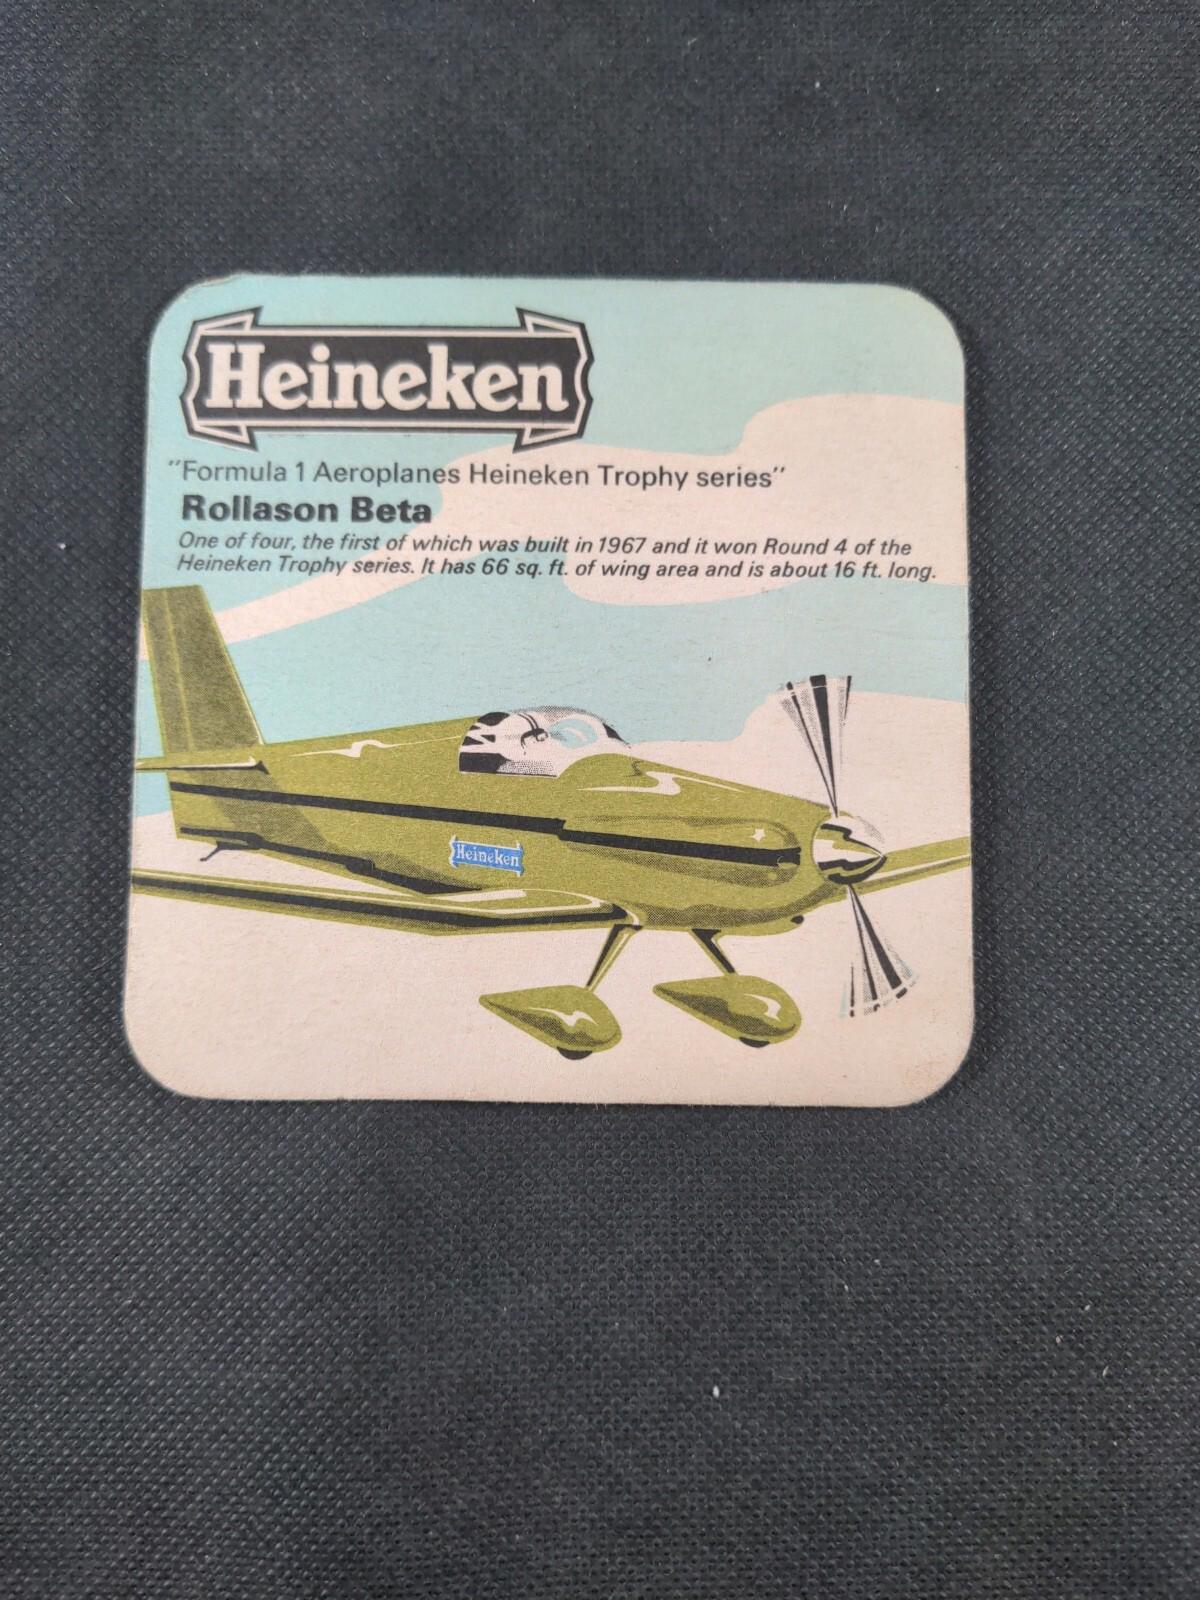 Heineken
"Formula 1 Aeroplanes Heineken Trophy series"
Rollason Beta
One of four, the first of which was built in 1967 and it won Round 4 of the
Heineken Trophy series. It has 66 sq. ft. of wing area and is about 16 ft. long.
Heineken